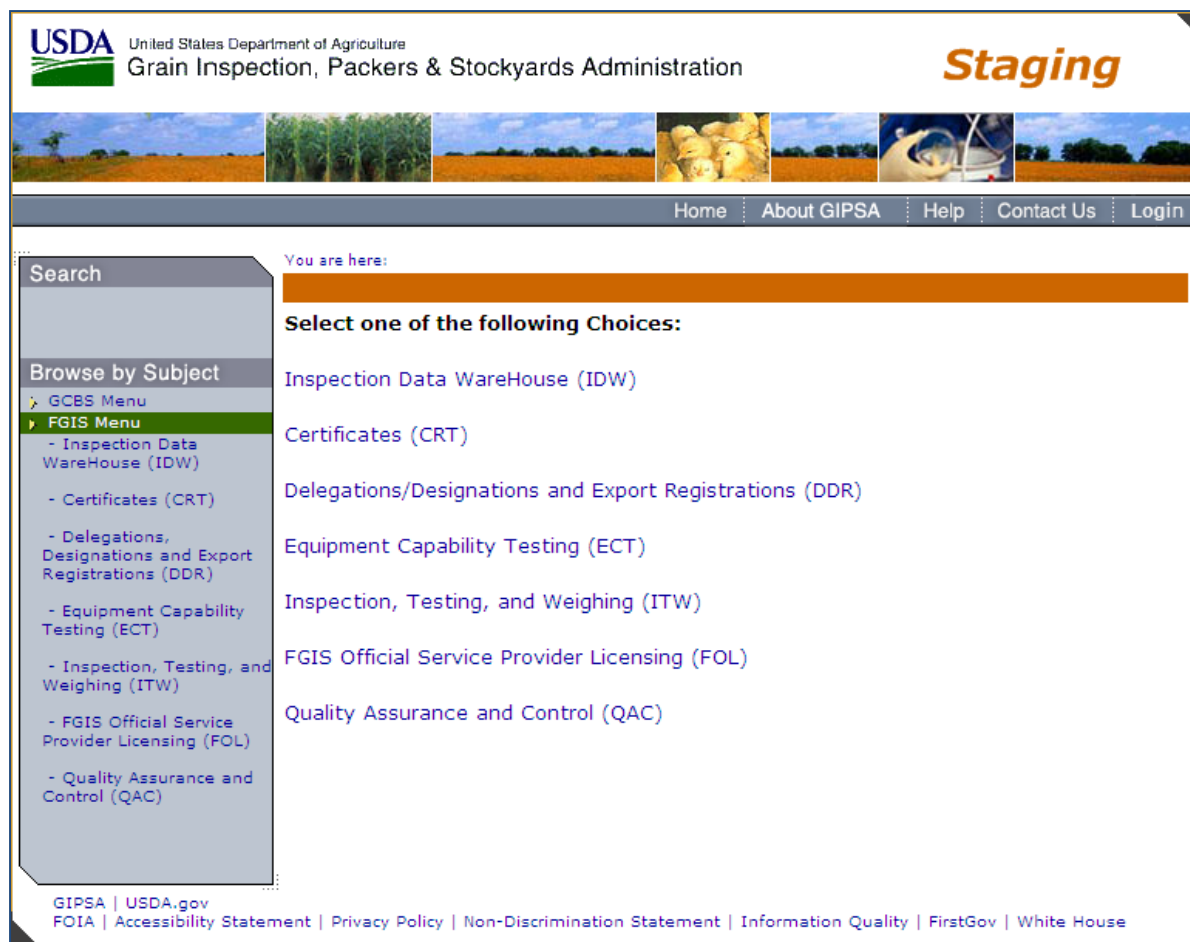 USDA
United States Department of Agriculture
Grain Inspection, Packers & Stockyards Administration
Staging
Home About GIPSA Help Contact Us Login
Search
Browse by Subject
GCBS Menu
FGIS Menu
- Inspection Data
WareHouse (IDW)
- Certificates (CRT)
- Delegations,
Designations and Export
Registrations (DDR)
- Equipment Capability
Testing (ECT)
- Inspection, Testing, and
Weighing (ITW)
- FGIS Official Service
Provider Licensing (FOL)
- Quality Assurance and
Control (QAC)
You are here:
Select one of the following Choices:
Inspection Data WareHouse (IDW)
Certificates (CRT)
Delegations/Designations and Export Registrations (DDR)
Equipment Capability Testing (ECT)
Inspection, Testing, and Weighing (ITW)
FGIS Official Service Provider Licensing (FOL)
Quality Assurance and Control (QAC)
GIPSA | USDA.gov
FOIA | Accessibility Statement | Privacy Policy | Non-Discrimination Statement | Information Quality | FirstGov | White House